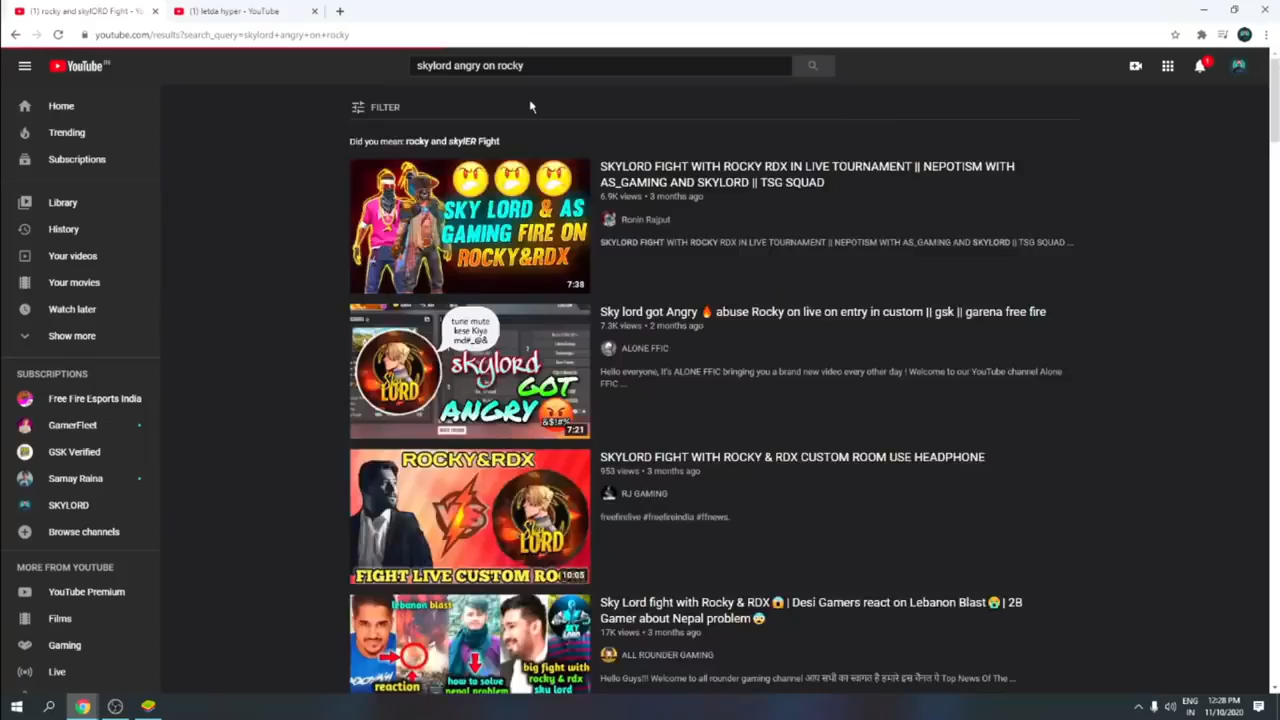 (1) rocky and skylORD Fight - Yo
(1) letda hyper - YouTube
youtube.com/results?search_query=skylord+angry+on+rocky
YouTube IN
skylord angry on rocky
1
Home
Trending
Subscriptions
Library
History
Your videos
Your movies
Watch later
Show more
SUBSCRIPTIONS
Free Fire Esports India
GamerFleet
GSK Verified
Samay Raina
SKYLORD
Browse channels
MORE FROM YOUTUBE
YouTube Premium
Films
Gaming
Live
FILTER
Did you mean: rocky and skylER Fight
SKY LORD & AS
GAMING FIRE ON
ROCKY&RDX
7:38
SKYLORD FIGHT WITH ROCKY RDX IN LIVE TOURNAMENT || NEPOTISM WITH
AS_GAMING AND SKYLORD || TSG SQUAD
6.9K views • 3 months ago
Ronin Rajput
SKYLORD FIGHT WITH ROCKY RDX IN LIVE TOURNAMENT || NEPOTISM WITH AS_GAMING AND SKYLORD || TSG SQUAD ...
tune mute
kese Kiya
md#_@&
Sky
LORD
skylord
GOT
ANGRY
&$!#%
7:21
Sky lord got Angry 🔥 abuse Rocky on live on entry in custom || gsk || garena free fire
7.3K views • 2 months ago
ALONE FFIC
Hello everyone, It's ALONE FFIC bringing you a brand new video every other day ! Welcome to our YouTube channel Alone
FFIC ...
ROCKY&RDX
VS
Sky
LORD
FIGHT LIVE CUSTOM RO
10:05
SKYLORD FIGHT WITH ROCKY & RDX CUSTOM ROOM USE HEADPHONE
953 views • 3 months ago
RJ GAMING
freefirelive #freefireindia #ffnews.
lebanon blast
SKY
LORD
reaction
how to solve
nepal problem
big fight with
rocky & rdx
sky lord
Sky Lord fight with Rocky & RDX😱 | Desi Gamers react on Lebanon Blast😭 | 2B
Gamer about Nepal problem😨
17K views • 3 months ago
ALL ROUNDER GAMING
Hello Guys!!! Welcome to all rounder gaming channel आप सभी का स्वागत है हमारे इस चैनल पे Top News Of The ...
ENG
IN
12:28 PM
11/10/2020